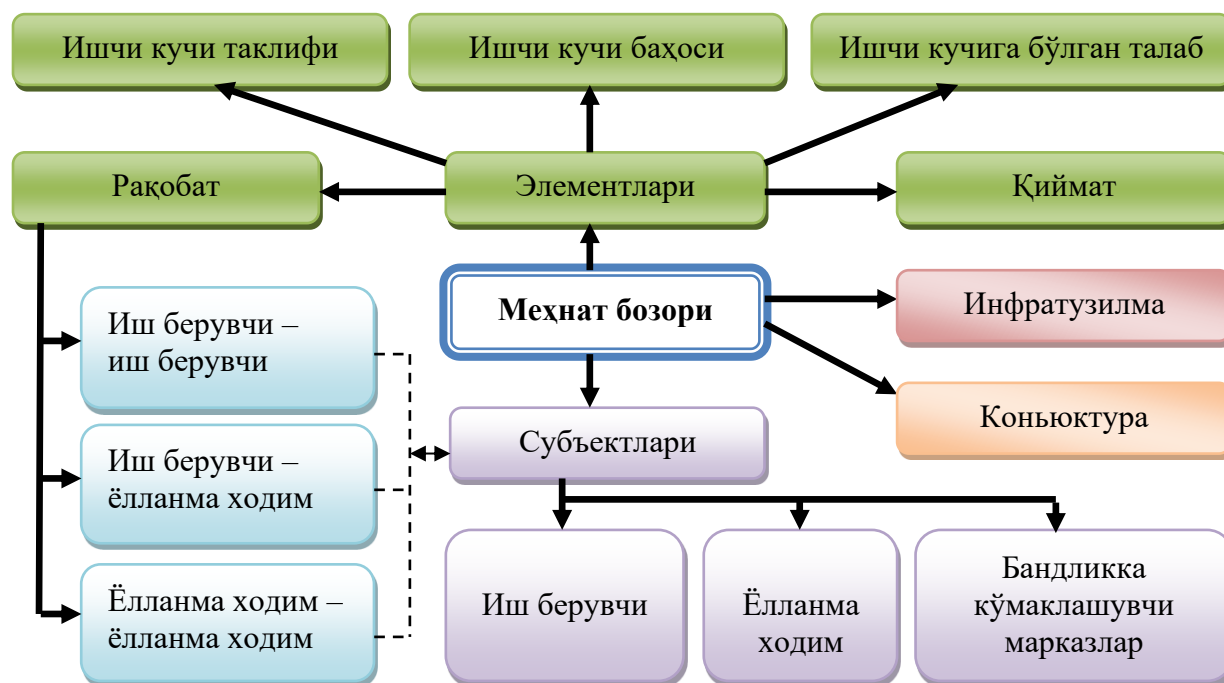 Ишчи кучи таклифи
Ишчи кучи баҳоси
Ишчи кучига бўлган талаб
Рақобат
Элементлари
Қиймат
Меҳнат бозори
Инфратузилма
Иш берувчи –
иш берувчи
Коньюктура
Субъектлари
Иш берувчи –
ёлланма ходим
Ёлланма ходим –
ёлланма ходим
Иш берувчи
Ёлланма
ходим
Бандликка
кўмаклашувчи
марказлар